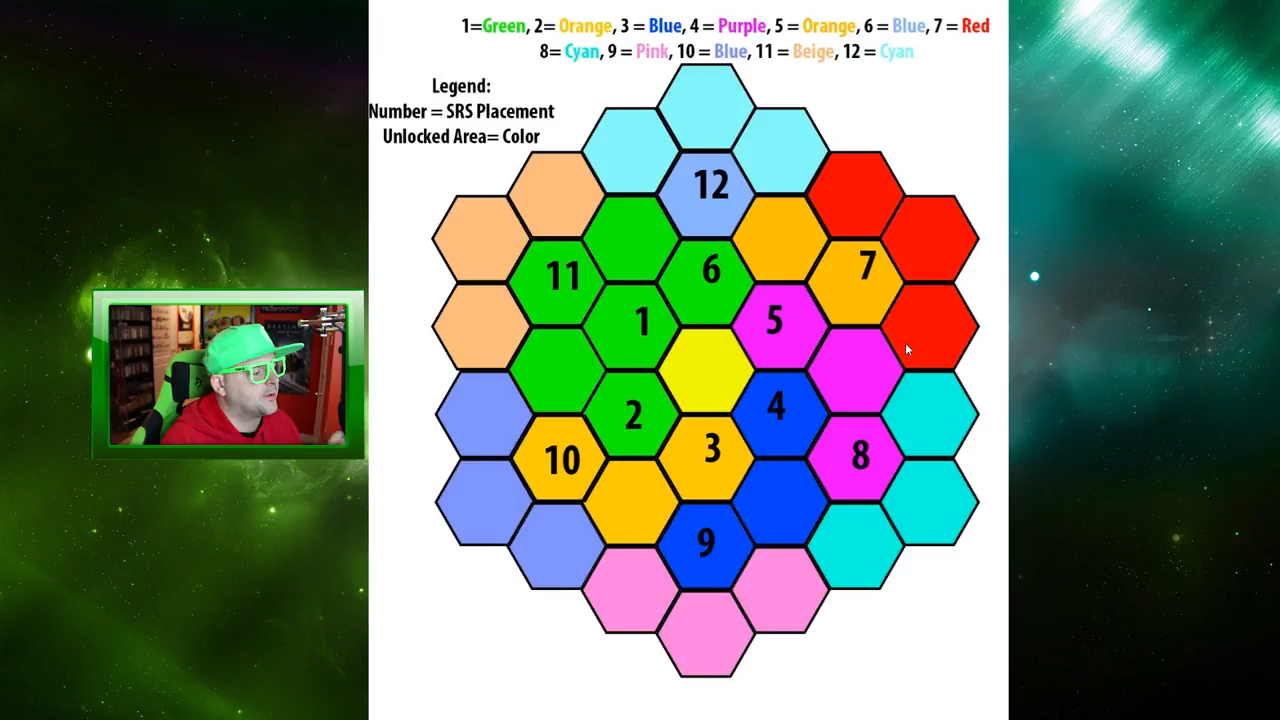 1=Green, 2= Orange, 3 = Blue, 4 = Purple, 5 = Orange, 6 = Blue, 7 = Red
8= Cyan, 9 = Pink, 10 = Blue, 11 = Beige, 12 = Cyan
Legend:
Number = SRS Placement
Unlocked Area= Color
12
11
6
7
1
5
2
4
10
3
8
9